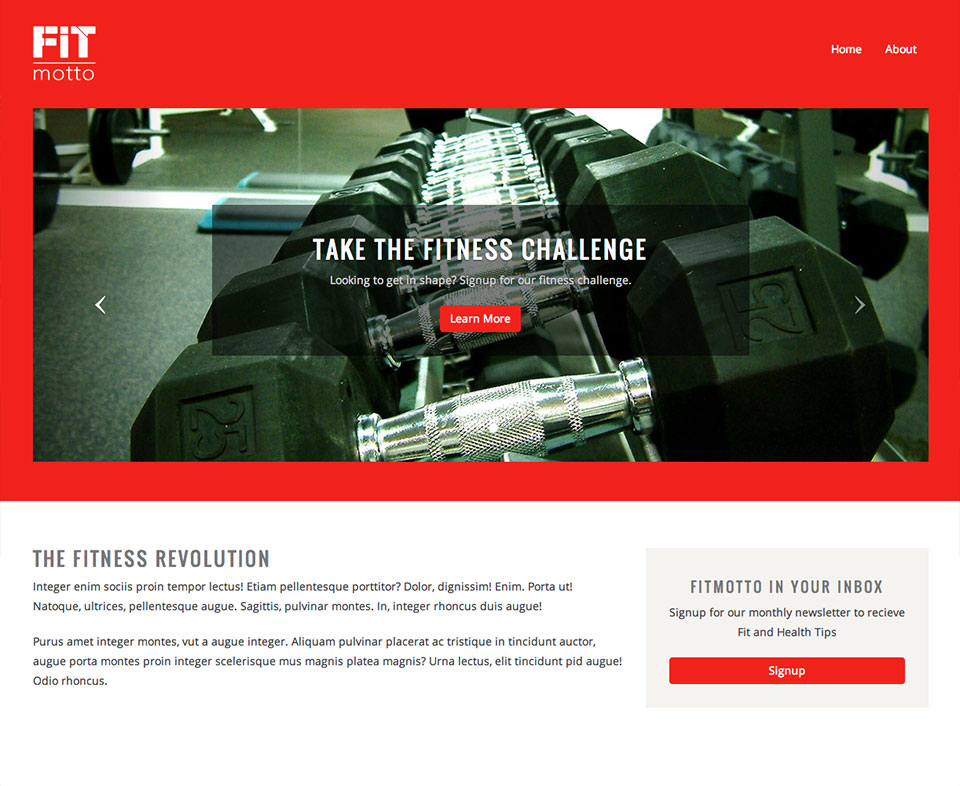 FiT
motto
Home About
TAKE THE FITNESS CHALLENGE
Looking to get in shape? Signup for our fitness challenge.
Learn More
25
25
THE FITNESS REVOLUTION
Integer enim sociis proin tempor lectus! Etiam pellentesque porttitor? Dolor, dignissim! Enim. Porta ut!
Natoque, ultrices, pellentesque augue. Sagittis, pulvinar montes. In, integer rhoncus duis augue!
Purus amet integer montes, vut a augue integer. Aliquam pulvinar placerat ac tristique in tincidunt auctor,
augue porta montes proin integer scelerisque mus magnis platea magnis? Urna lectus, elit tincidunt pid augue!
Odio rhoncus.
FITMOTTO IN YOUR INBOX
Signup for our monthly newsletter to recieve
Fit and Health Tips
Signup